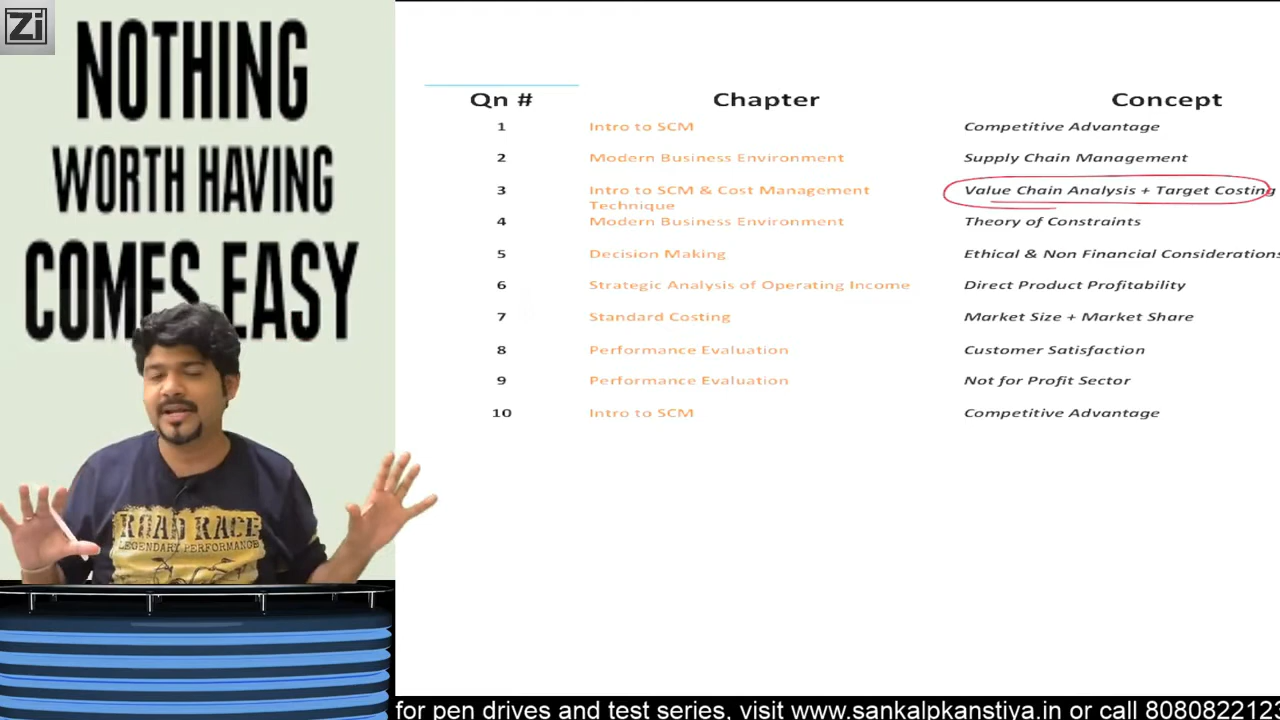 Zi
NOTHING
WORTH HAVING
COMES EASY
ROAD RACE
LEGENDARY PERFORMANCE
Qn # Chapter Concept
1 Intro to SCM Competitive Advantage
2 Modern Business Environment Supply Chain Management
3 Intro to SCM & Cost Management Value Chain Analysis + Target Costing
Technique
4 Modern Business Environment Theory of Constraints
5 Decision Making Ethical & Non Financial Considerations
6 Strategic Analysis of Operating Income Direct Product Profitability
7 Standard Costing Market Size + Market Share
8 Performance Evaluation Customer Satisfaction
9 Performance Evaluation Not for Profit Sector
10 Intro to SCM Competitive Advantage
for pen drives and test series, visit www.sankalpkanstiya.in or call 808082212